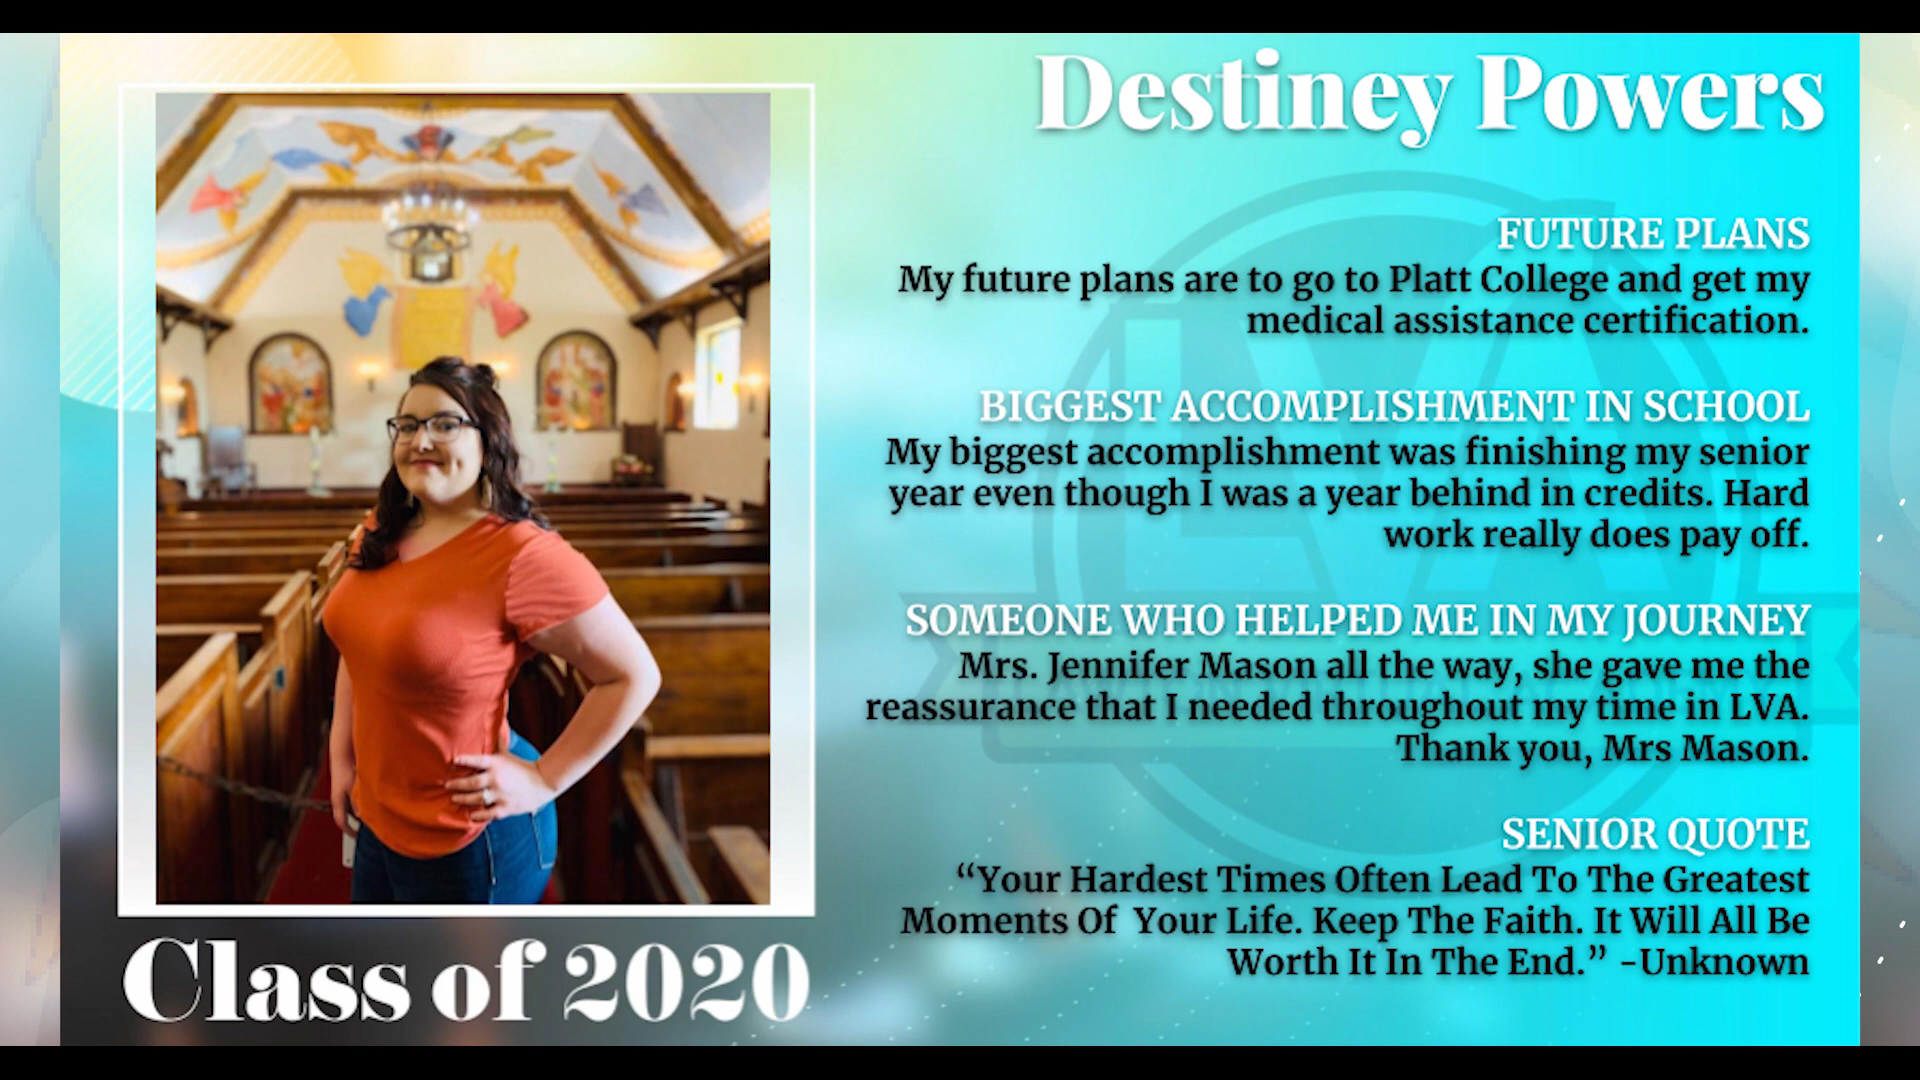 Destiney Powers
FUTURE PLANS
My future plans are to go to Platt College and get my
medical assistance certification.
BIGGEST ACCOMPLISHMENT IN SCHOOL
My biggest accomplishment was finishing my senior
year even though I was a year behind in credits. Hard
work really does pay off.
SOMEONE WHO HELPED ME IN MY JOURNEY
Mrs. Jennifer Mason all the way, she gave me the
reassurance that I needed throughout my time in LVA.
Thank you, Mrs Mason.
SENIOR QUOTE
“Your Hardest Times Often Lead To The Greatest
Moments Of  Your Life. Keep The Faith. It Will All Be
Worth It In The End.” -Unknown
Class of 2020
LVA